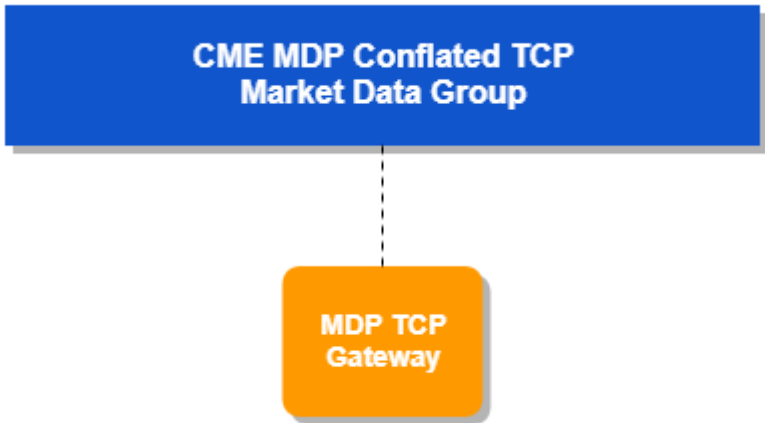 CME MDP Conflated TCP
Market Data Group
MDP TCP
Gateway